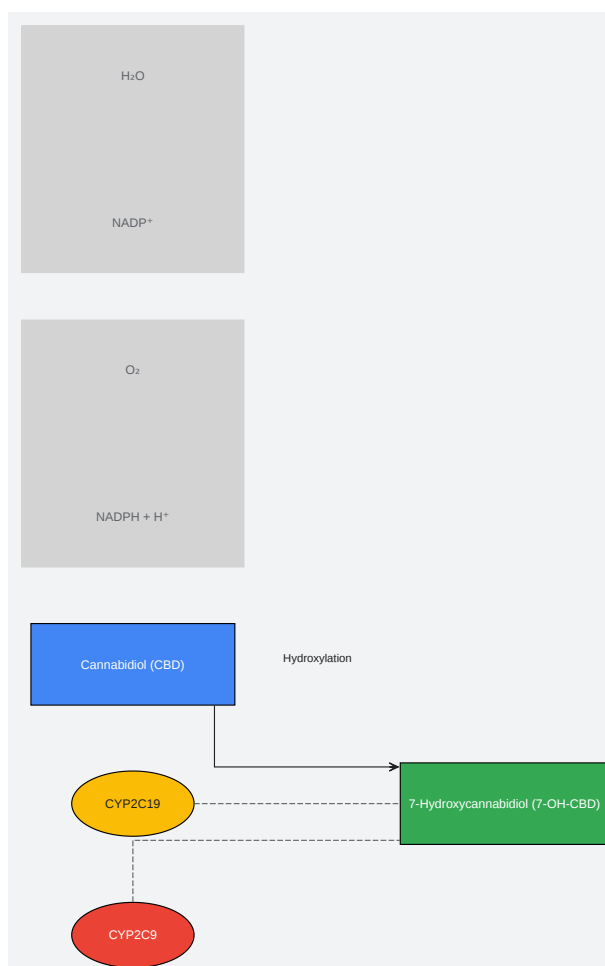 H₂O
NADP⁺
O₂
NADPH + H⁺
Cannabidiol (CBD)
Hydroxylation
CYP2C19
7-Hydroxycannabidiol (7-OH-CBD)
CYP2C9